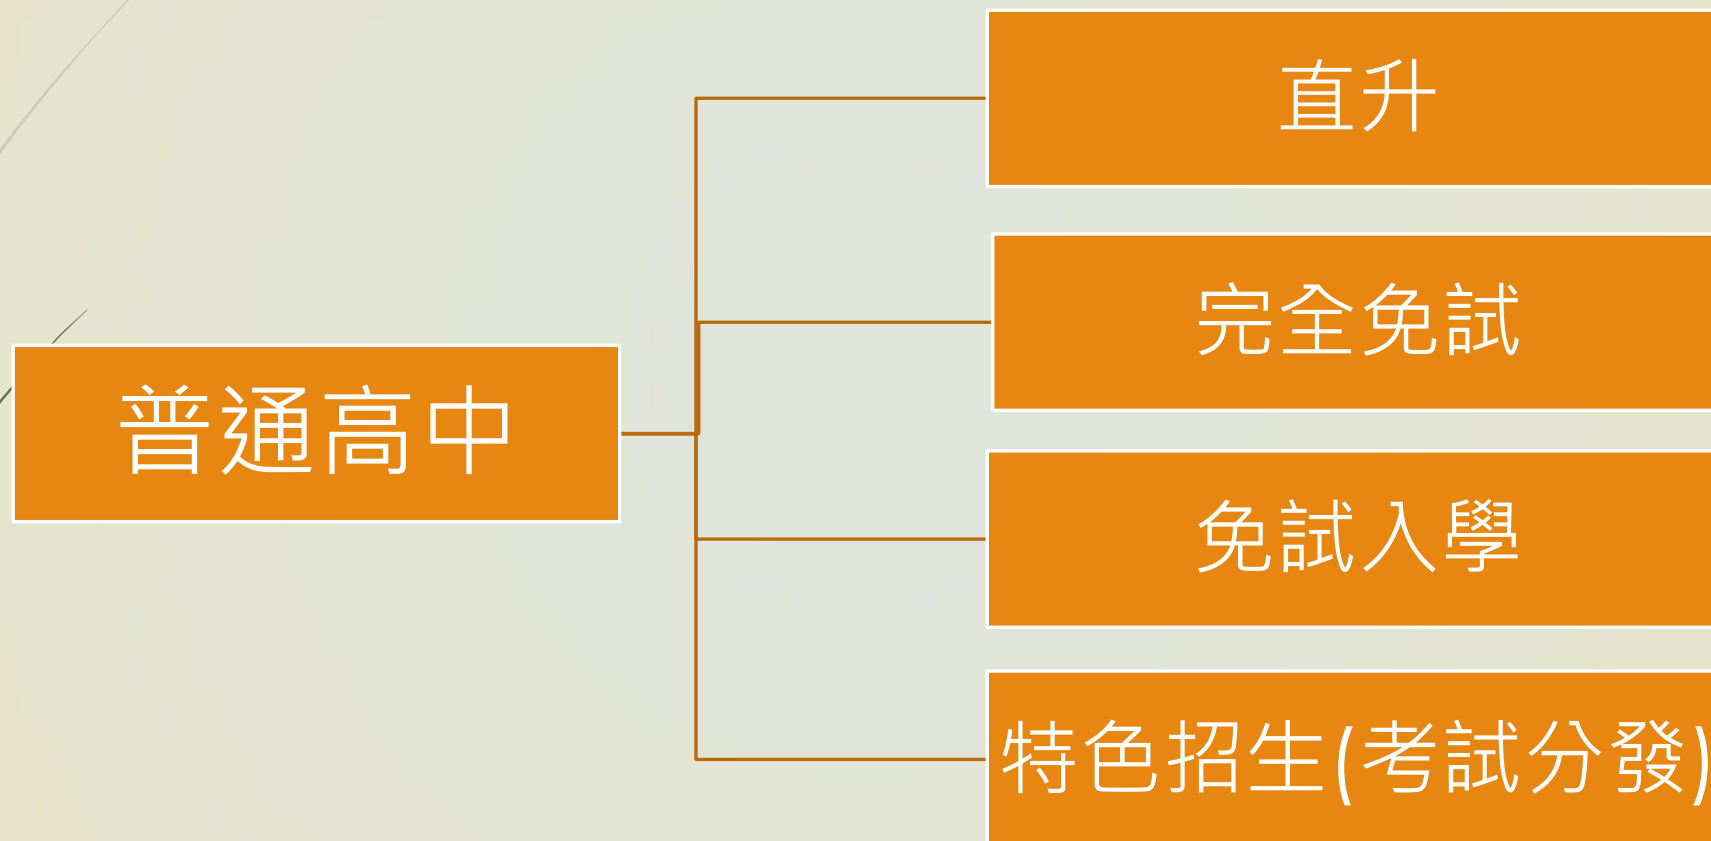 直升
完全免試
普通高中
免試入學
特色招生(考試分發)